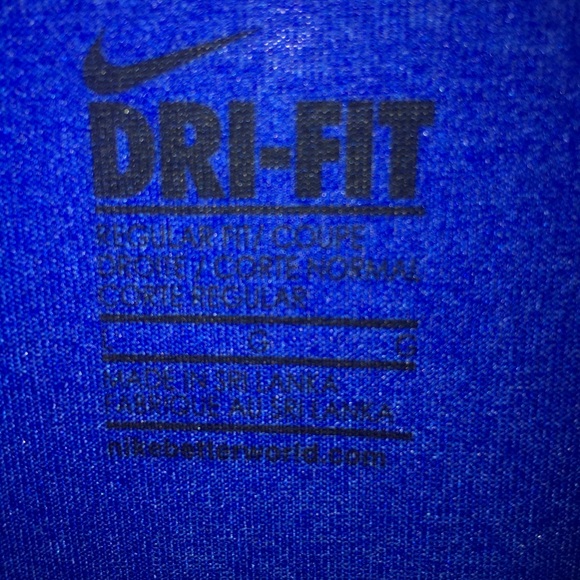 DRI-FIT
REGULAR FIT / COUPE
DROITE / CORTE NORMAL
CORTE REGULAR
L G G
MADE IN SRI LANKA
FABRIQUÉ AU SRI LANKA
nikebetterworld.com